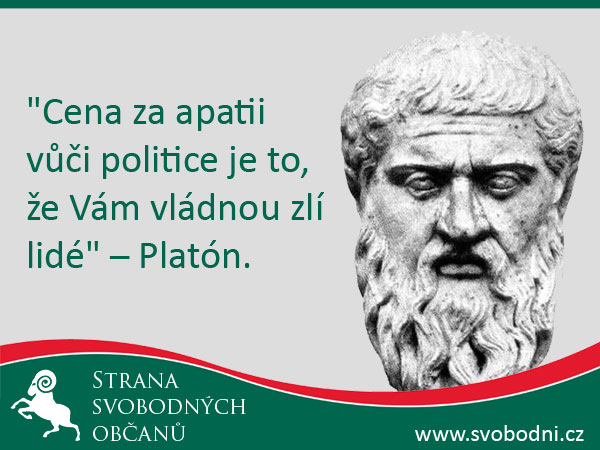 "Cena za apatii
vůči politice je to,
že Vám vládnou zlí
lidé" – Platón.
Strana
svobodných
občanů
www.svobodni.cz